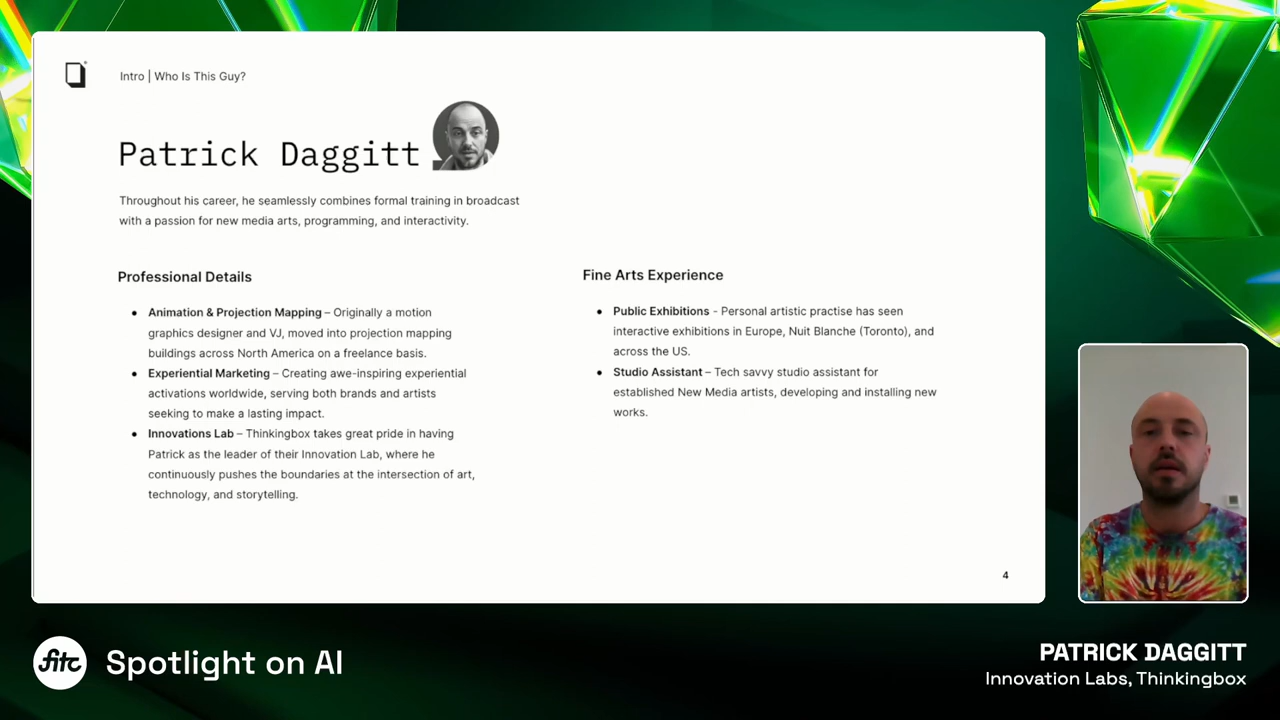 Intro | Who Is This Guy?
Patrick Daggitt
Throughout his career, he seamlessly combines formal training in broadcast
with a passion for new media arts, programming, and interactivity.
Professional Details
● Animation & Projection Mapping – Originally a motion
graphics designer and VJ, moved into projection mapping
buildings across North America on a freelance basis.
● Experiential Marketing – Creating awe-inspiring experiential
activations worldwide, serving both brands and artists
seeking to make a lasting impact.
● Innovations Lab – Thinkingbox takes great pride in having
Patrick as the leader of their Innovation Lab, where he
continuously pushes the boundaries at the intersection of art,
technology, and storytelling.
Fine Arts Experience
● Public Exhibitions - Personal artistic practise has seen
interactive exhibitions in Europe, Nuit Blanche (Toronto), and
across the US.
● Studio Assistant – Tech savvy studio assistant for
established New Media artists, developing and installing new
works.
4
fitc
Spotlight on AI
PATRICK DAGGITT
Innovation Labs, Thinkingbox